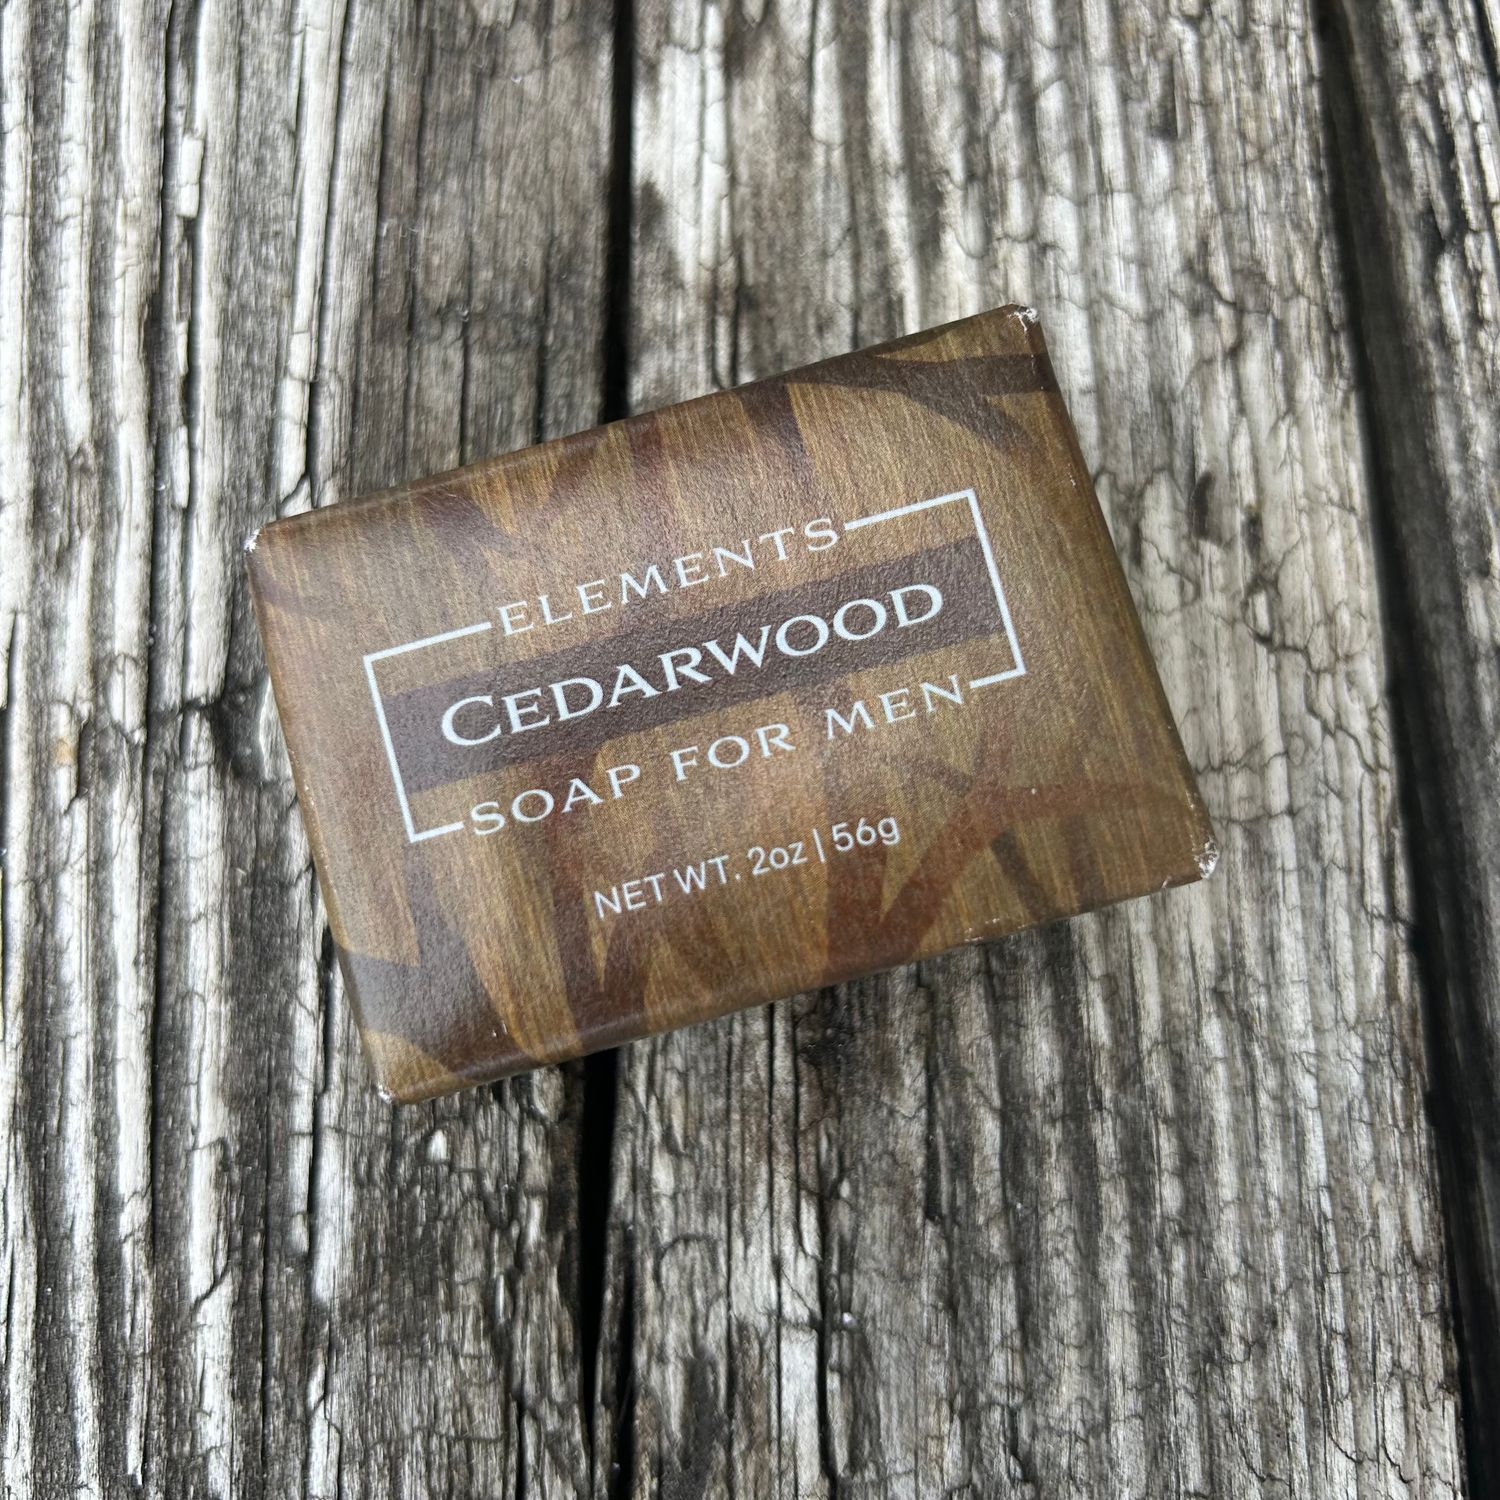 ELEMENTS
CEDARWOOD
SOAP FOR MEN
NET WT. 2oz | 56g